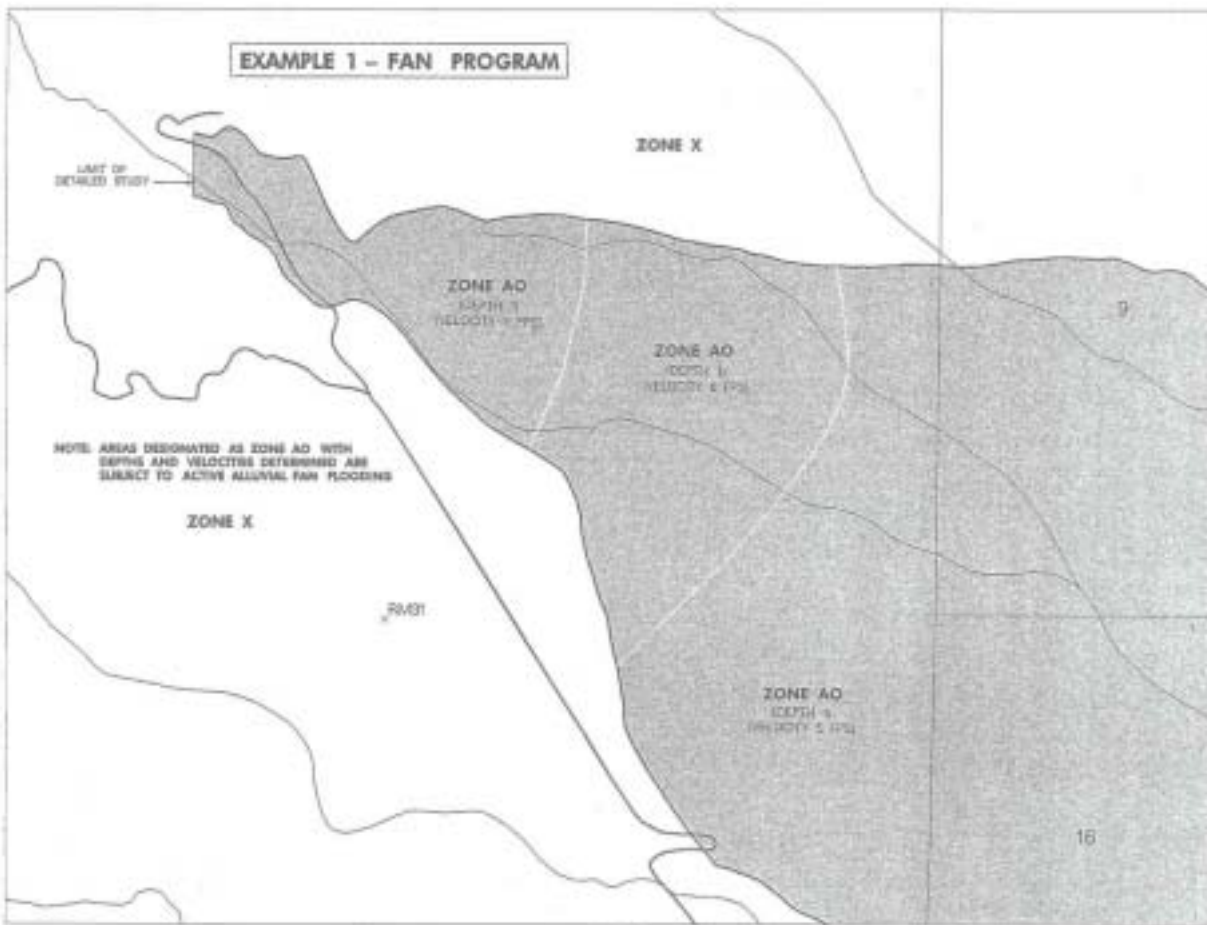 EXAMPLE 1 – FAN PROGRAM
ZONE X
LIMIT OF
DETAILED STUDY
ZONE AO
9
ZONE AO
NOTE: AREAS DESIGNATED AS ZONE AO WITH
DEPTHS AND VELOCITIES DETERMINED ARE
SUBJECT TO ACTIVE ALLUVIAL FAN FLOODING
ZONE X
ZONE AO
16